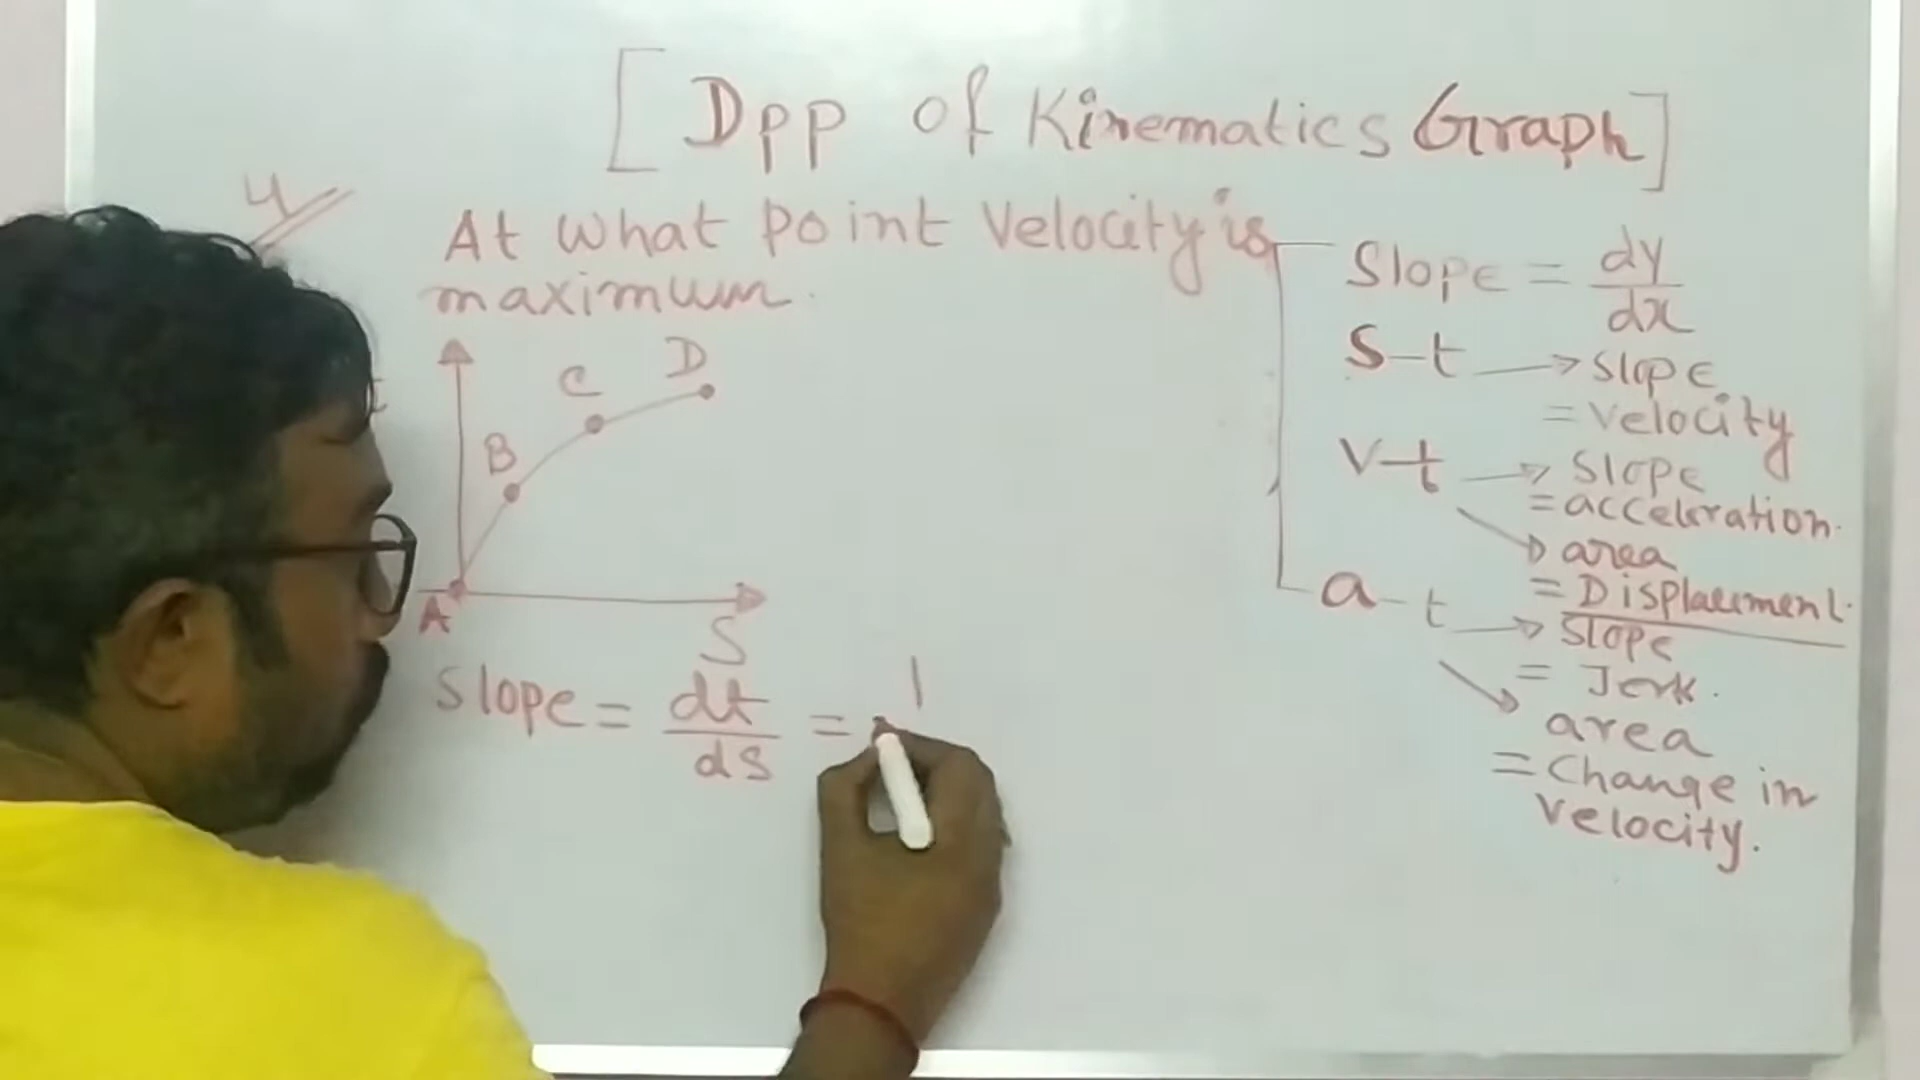 [ Dpp of Kinematics Graph ]
4
At what point Velocity is
maximum.
t
A
B
C
D
S
Slope = dt/ds = 1
Slope = dy/dx
S-t → slope
= velocity
V-t → slope
= acceleration.
→ area
= Displacement.
a-t → slope
= Jerk.
→ area
= Change in
Velocity.